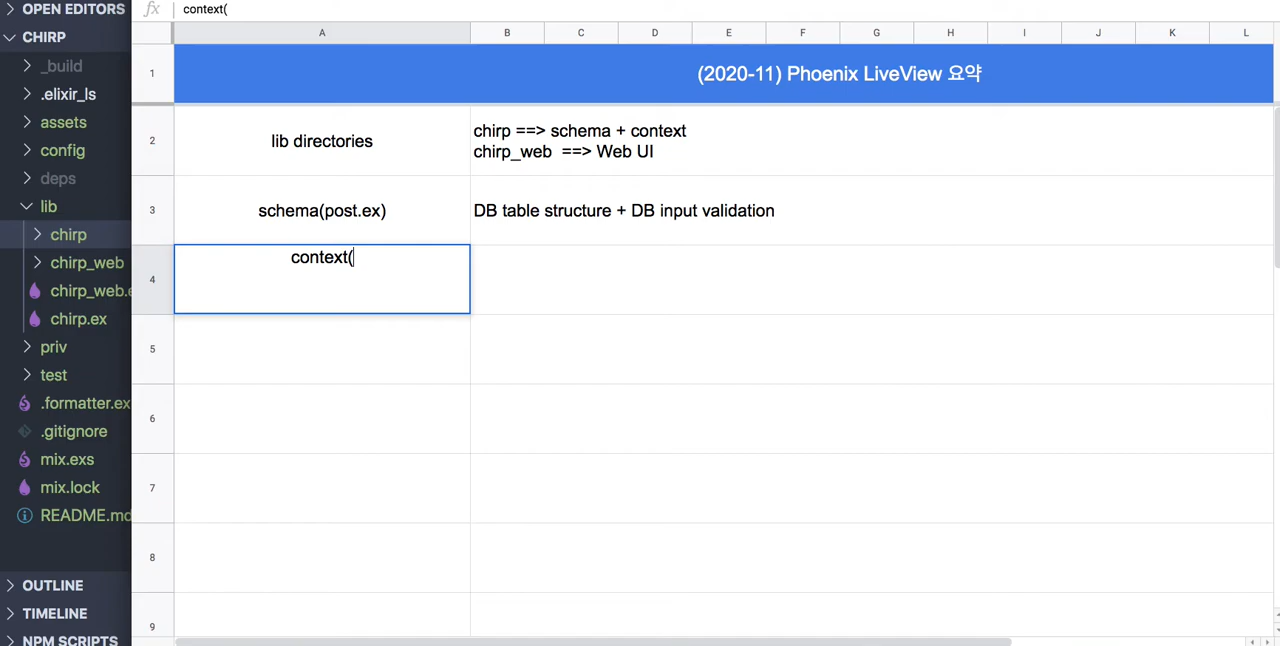 OPEN EDITORS
CHIRP
_build
.elixir_ls
assets
config
deps
lib
chirp
chirp_web
chirp_web.e
chirp.ex
priv
test
.formatter.ex
.gitignore
mix.exs
mix.lock
README.md
OUTLINE
TIMELINE
NPM SCRIPTS
fx context(
A B C D E F G H I J K L
1 (2020-11) Phoenix LiveView 요약
2 lib directories
chirp ==> schema + context
chirp_web ==> Web UI
3 schema(post.ex) DB table structure + DB input validation
4 context(
5
6
7
8
9